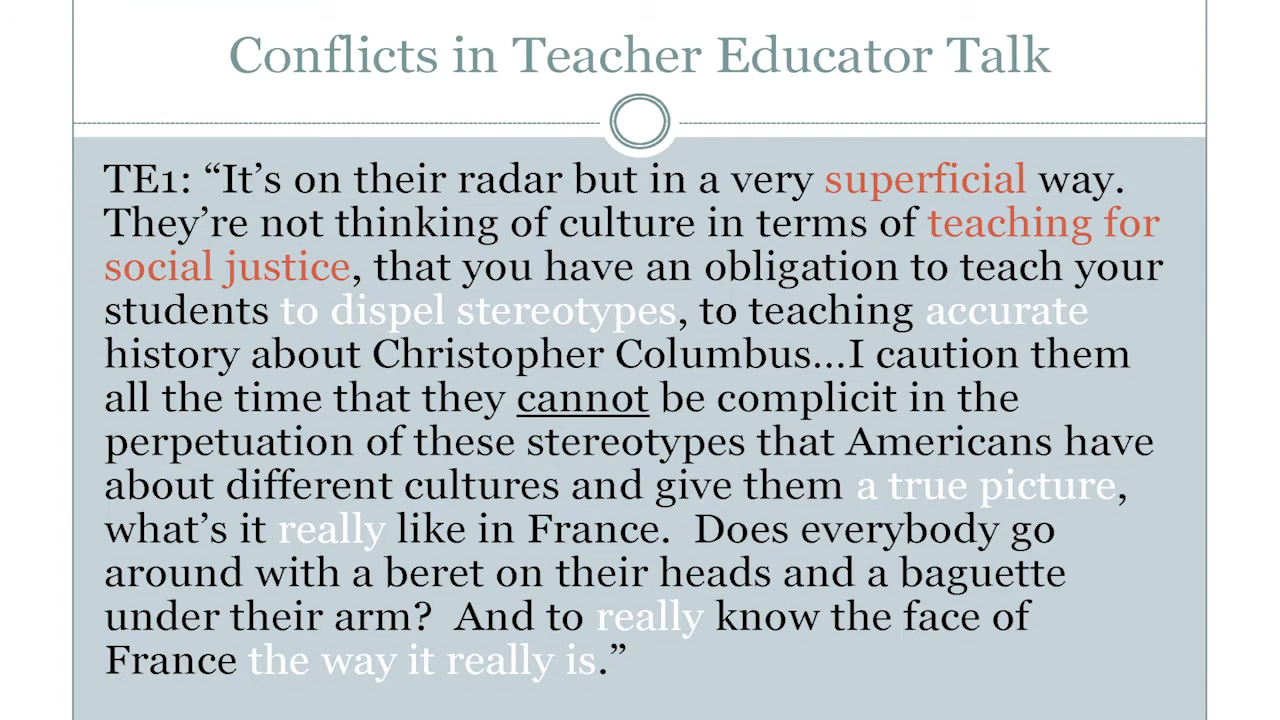 Conflicts in Teacher Educator Talk
TE1: “It’s on their radar but in a very superficial way.
They’re not thinking of culture in terms of teaching for
social justice, that you have an obligation to teach your
students to dispel stereotypes, to teaching accurate
history about Christopher Columbus…I caution them
all the time that they cannot be complicit in the
perpetuation of these stereotypes that Americans have
about different cultures and give them a true picture,
what’s it really like in France.  Does everybody go
around with a beret on their heads and a baguette
under their arm?  And to really know the face of
France the way it really is.”